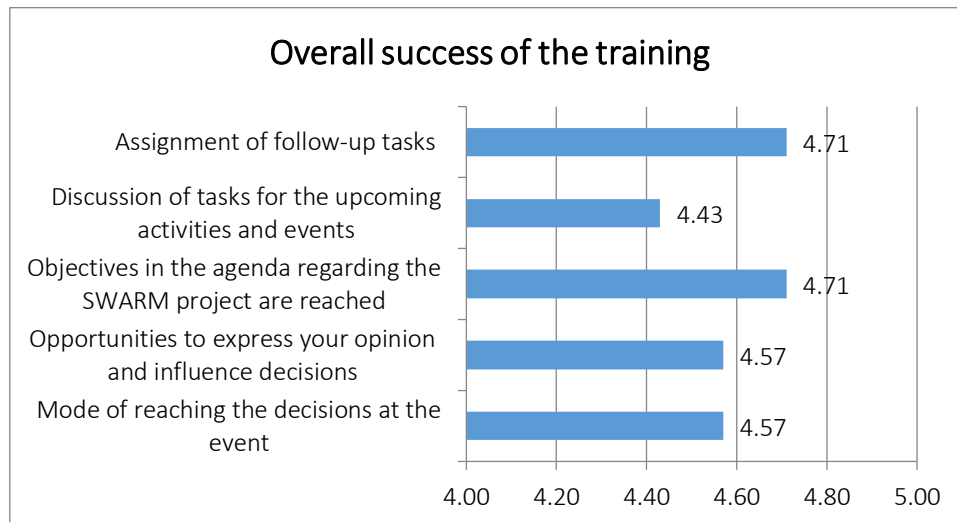 Overall success of the training
Assignment of follow-up tasks
4.71
Discussion of tasks for the upcoming
activities and events
4.43
Objectives in the agenda regarding the
SWARM project are reached
4.71
Opportunities to express your opinion
and influence decisions
4.57
Mode of reaching the decisions at the
event
4.57
4.00 4.20 4.40 4.60 4.80 5.00